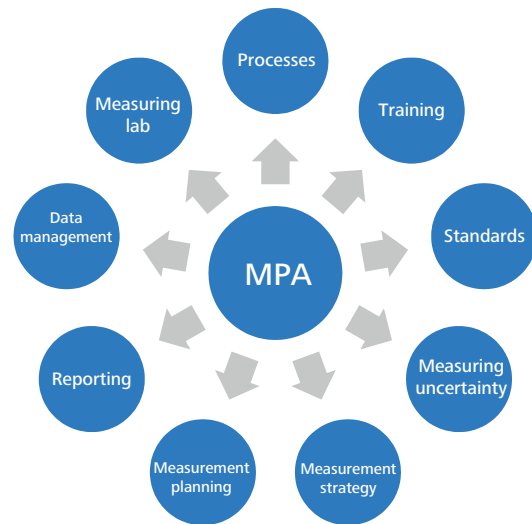 Processes
Training
Standards
Measuring
uncertainty
Measurement
strategy
Measurement
planning
Reporting
Data
management
Measuring
lab
MPA